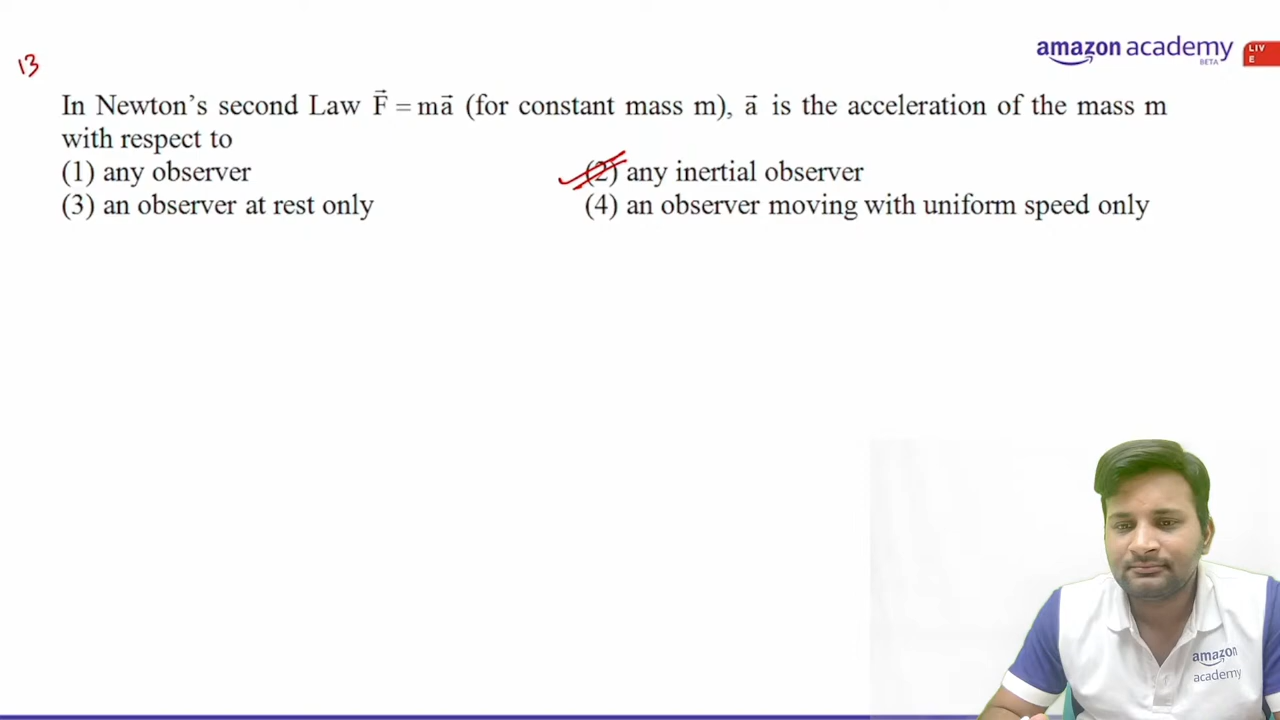 13
amazon academy
BETA
LIV
E
In Newton's second Law F⃗ = ma⃗ (for constant mass m), a⃗ is the acceleration of the mass m
with respect to
(1) any observer (2) any inertial observer
(3) an observer at rest only (4) an observer moving with uniform speed only
amazon
academy